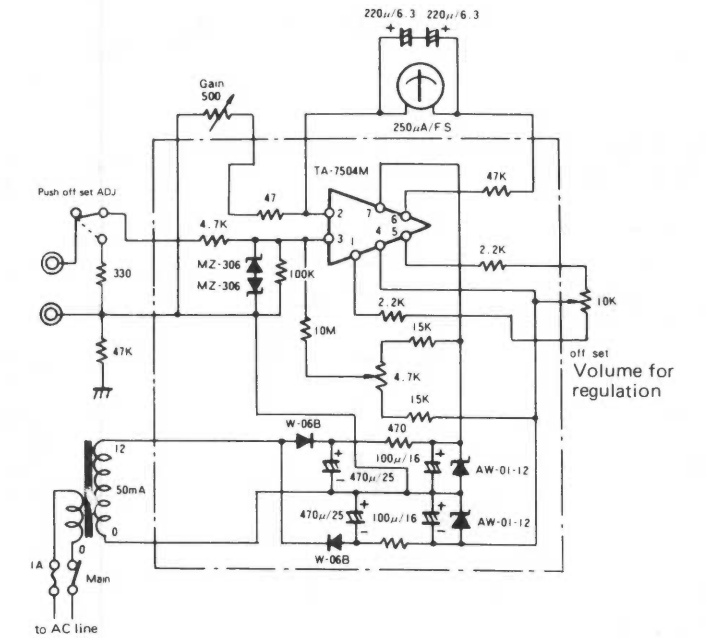 220μ/6.3 220μ/6.3
+ +
Gain
500
250μA/FS
TA-7504M
Push off set ADJ
47
2
7
6
47K
4.7K
3
1
4
5
MZ-306
MZ-306
100K
2.2K
330
2.2K
10K
10M
15K
47K
4.7K
off set
Volume for
regulation
15K
W-06B
470
12
+
100μ/16
+
50mA
470μ/25
AW-01-12
-
-
470μ/25
+
100μ/16
+
AW-01-12
-
-
0
0
W-06B
1A
Main
to AC line